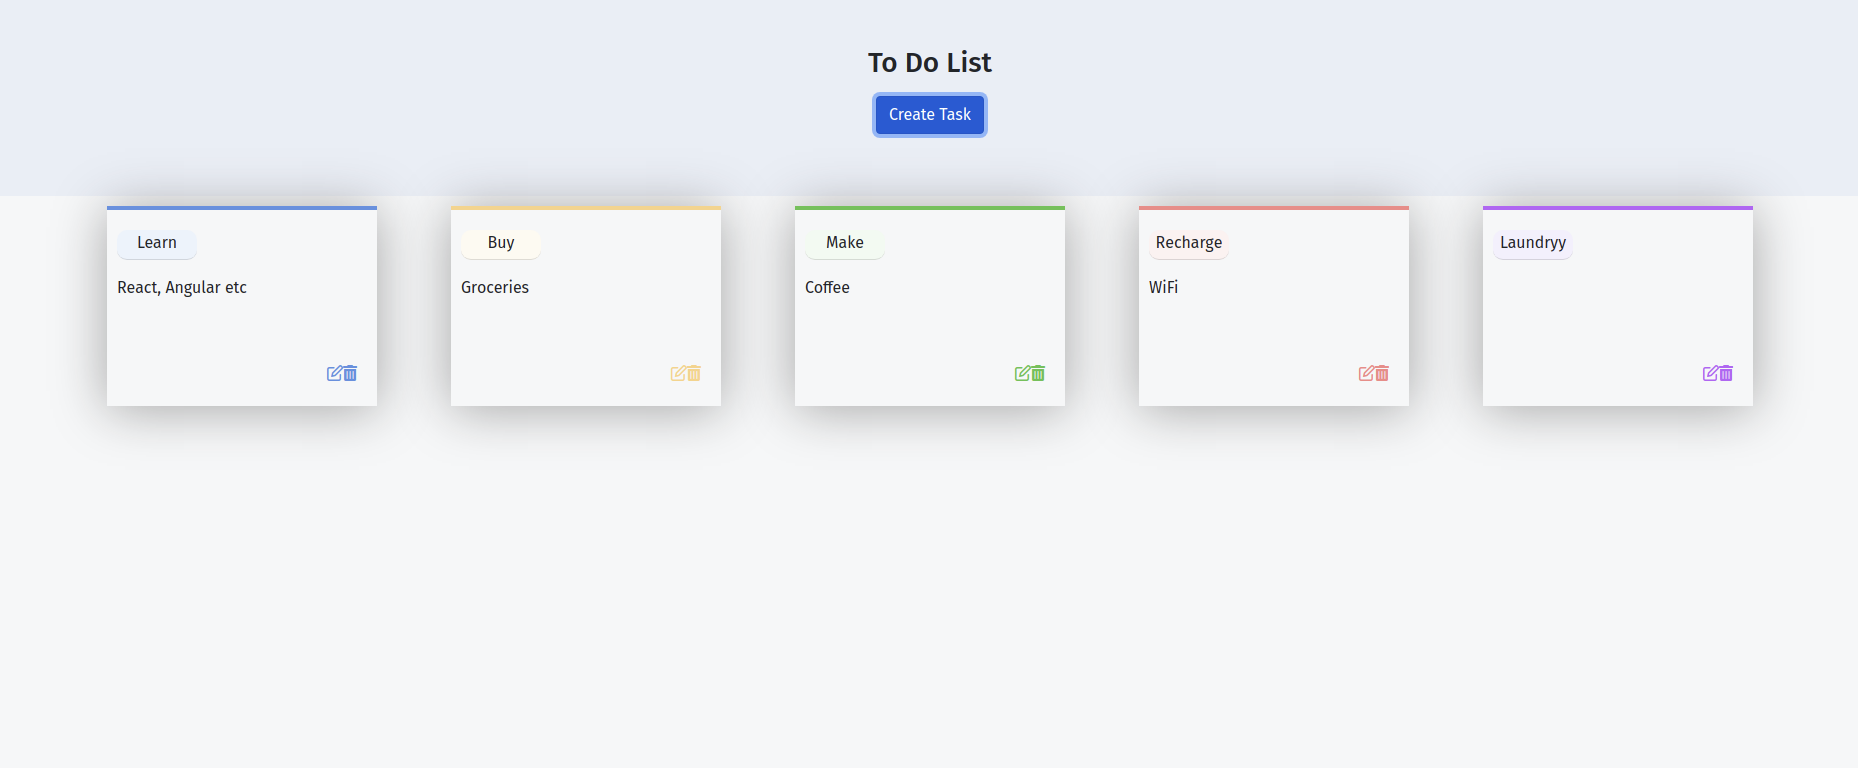 To Do List
Create Task
Learn
React, Angular etc
Buy
Groceries
Make
Coffee
Recharge
WiFi
Laundryy